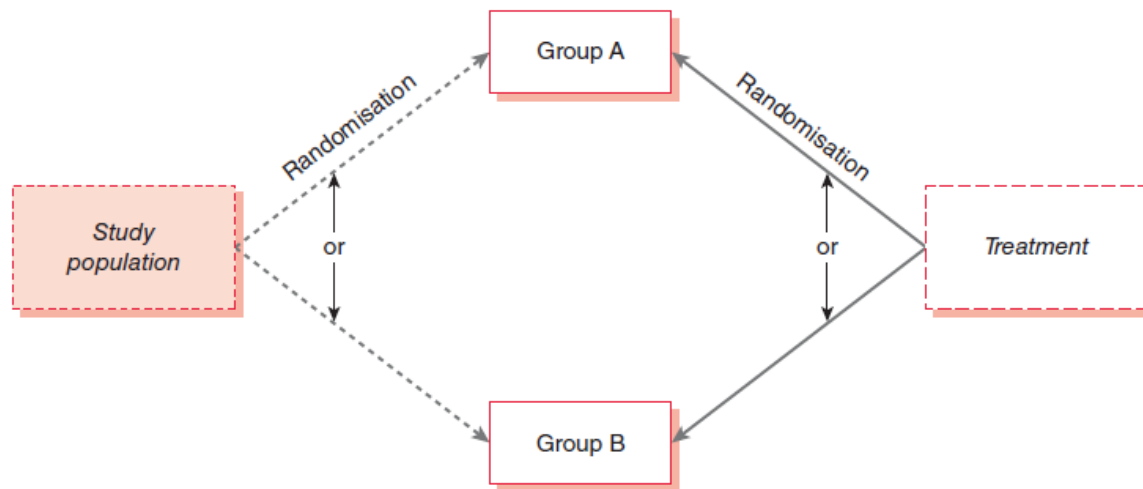 Group A
Randomisation
Randomisation
Study
population
or
or
Treatment
Group B